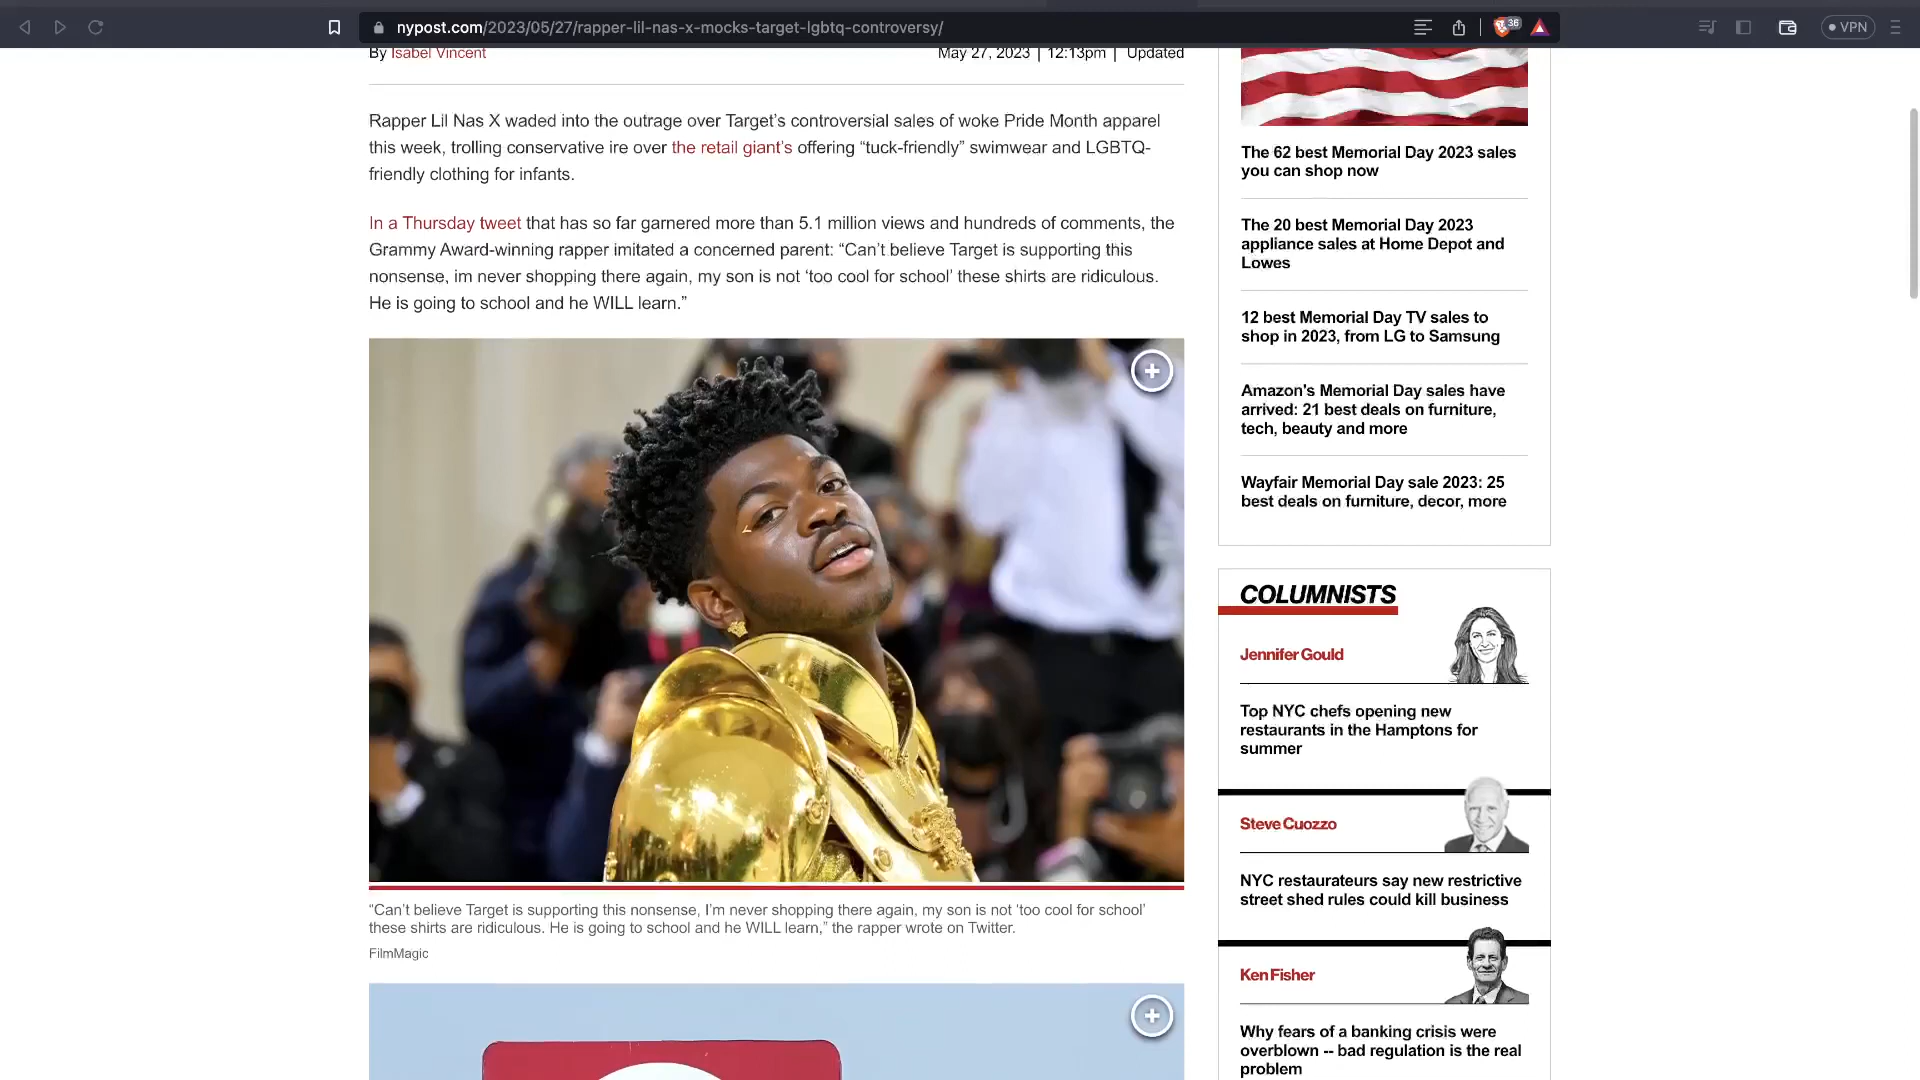 nypost.com/2023/05/27/rapper-lil-nas-x-mocks-target-lgbtq-controversy/
36
VPN
By Isabel Vincent
May 27, 2023 | 12:13pm | Updated
Rapper Lil Nas X waded into the outrage over Target’s controversial sales of woke Pride Month apparel
this week, trolling conservative ire over the retail giant’s offering “tuck-friendly” swimwear and LGBTQ-
friendly clothing for infants.
In a Thursday tweet that has so far garnered more than 5.1 million views and hundreds of comments, the
Grammy Award-winning rapper imitated a concerned parent: “Can’t believe Target is supporting this
nonsense, im never shopping there again, my son is not ‘too cool for school’ these shirts are ridiculous.
He is going to school and he WILL learn.”
“Can’t believe Target is supporting this nonsense, I’m never shopping there again, my son is not ‘too cool for school’
these shirts are ridiculous. He is going to school and he WILL learn,” the rapper wrote on Twitter.
FilmMagic
The 62 best Memorial Day 2023 sales
you can shop now
The 20 best Memorial Day 2023
appliance sales at Home Depot and
Lowes
12 best Memorial Day TV sales to
shop in 2023, from LG to Samsung
Amazon's Memorial Day sales have
arrived: 21 best deals on furniture,
tech, beauty and more
Wayfair Memorial Day sale 2023: 25
best deals on furniture, decor, more
COLUMNISTS
Jennifer Gould
Top NYC chefs opening new
restaurants in the Hamptons for
summer
Steve Cuozzo
NYC restaurateurs say new restrictive
street shed rules could kill business
Ken Fisher
Why fears of a banking crisis were
overblown -- bad regulation is the real
problem